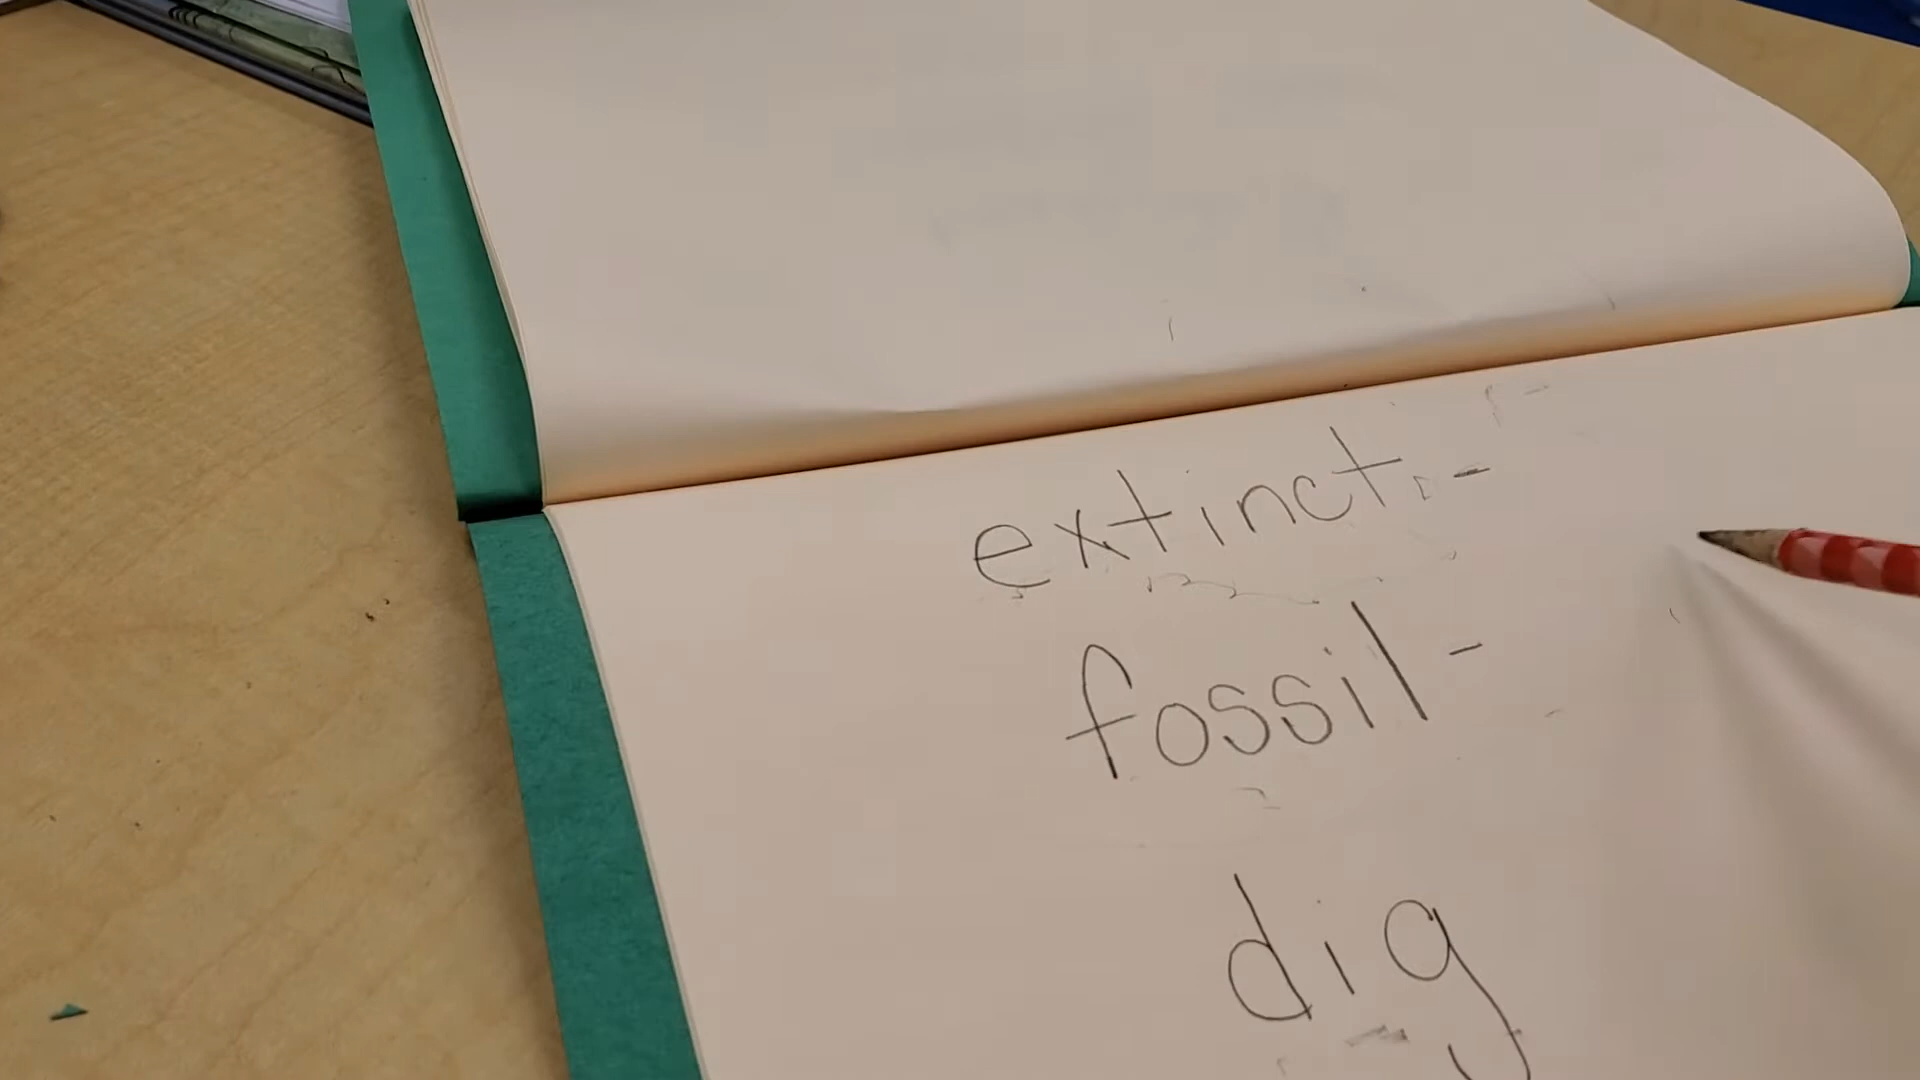 extinct. -
fossil -
dig